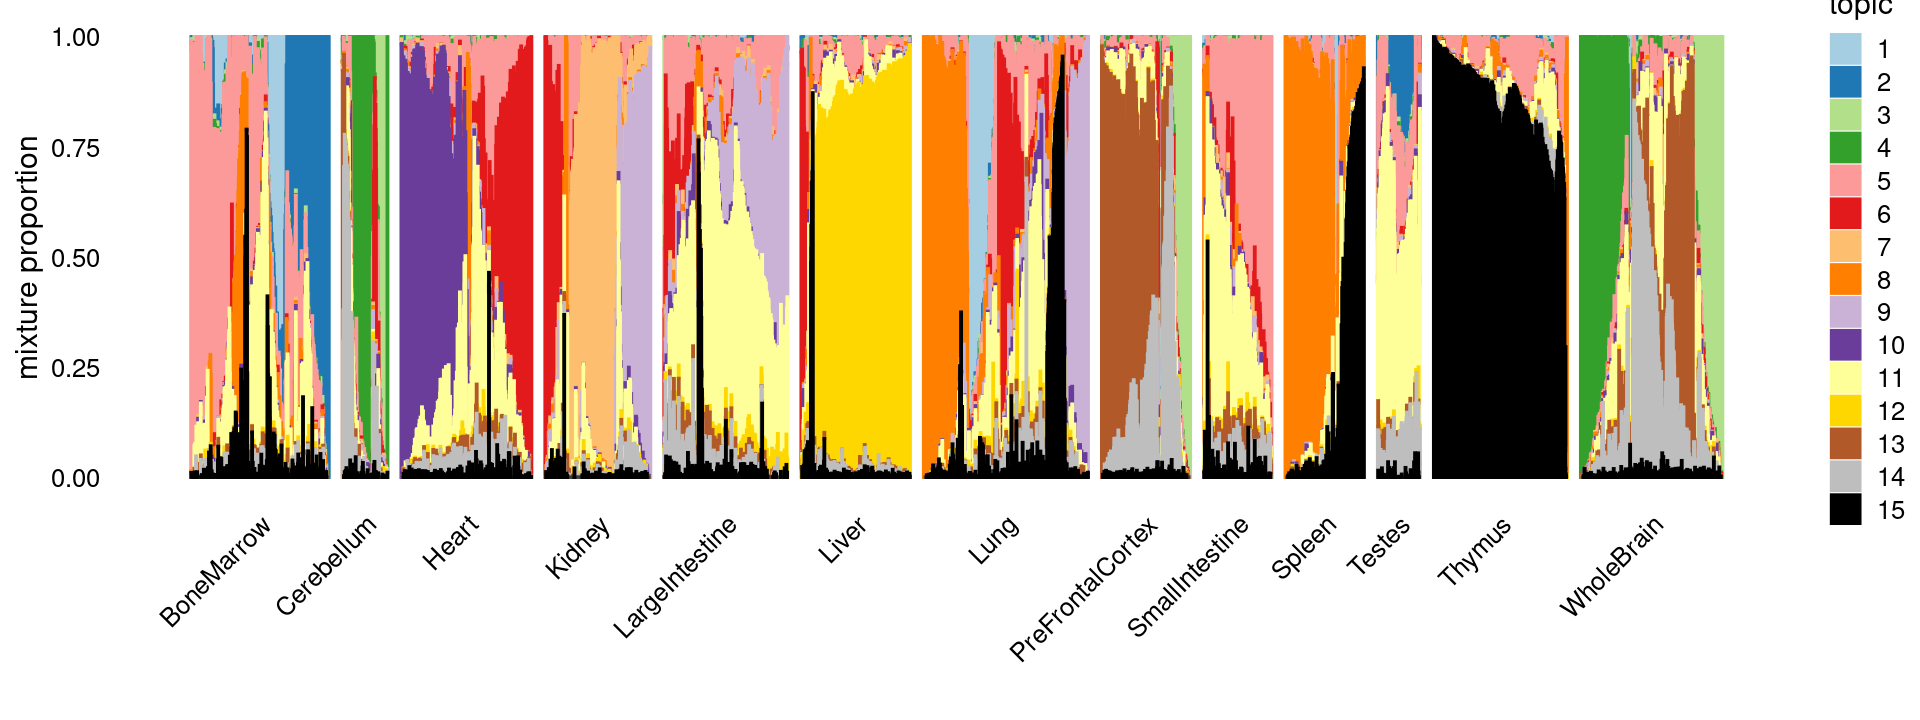 topic
1.00
0.75
0.50
0.25
0.00
mixture proportion
1
2
3
4
5
6
7
8
9
10
11
12
13
14
15
BoneMarrow
Cerebellum
Heart
Kidney
LargeIntestine
Liver
Lung
PreFrontalCortex
SmallIntestine
Spleen
Testes
Thymus
WholeBrain